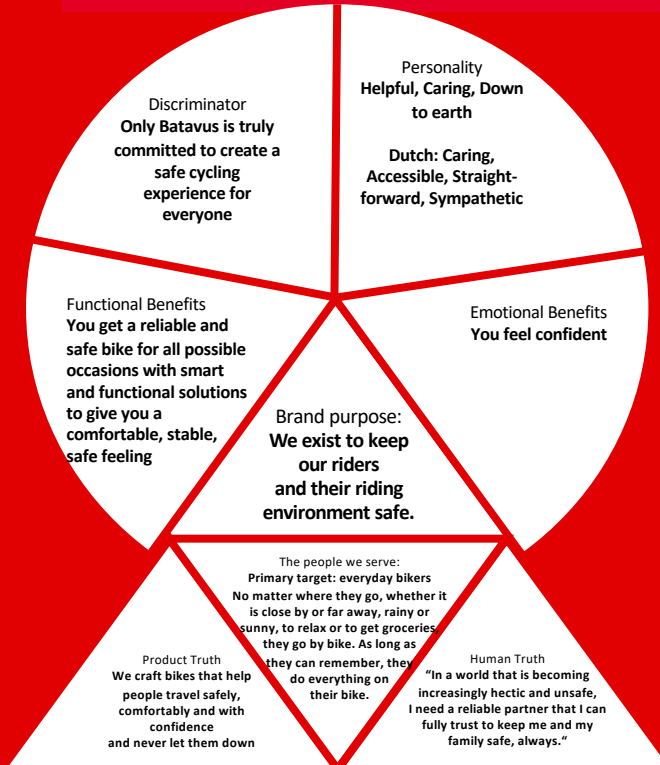 Discriminator
Only Batavus is truly
committed to create a
safe cycling
experience for
everyone
Personality
Helpful, Caring, Down
to earth
Dutch: Caring,
Accessible, Straight-
forward, Sympathetic
Functional Benefits
You get a reliable and
safe bike for all possible
occasions with smart
and functional solutions
to give you a
comfortable, stable,
safe feeling
Emotional Benefits
You feel confident
Brand purpose:
We exist to keep
our riders
and their riding
environment safe.
The people we serve:
Primary target: everyday bikers
No matter where they go, whether it
is close by or far away, rainy or
sunny, to relax or to get groceries,
they go by bike. As long as
they can remember, they
do everything on
their bike.
Product Truth
We craft bikes that help
people travel safely,
comfortably and with
confidence
and never let them down
Human Truth
“In a world that is becoming
increasingly hectic and unsafe,
I need a reliable partner that I can
fully trust to keep me and my
family safe, always.“